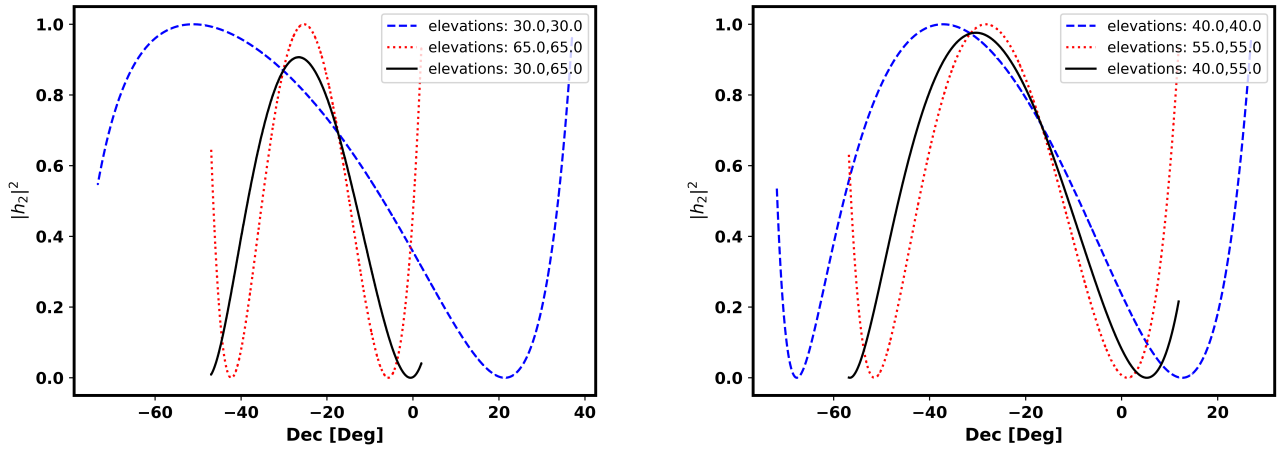 elevations: 30.0,30.0
elevations: 65.0,65.0
elevations: 30.0,65.0
1.0
0.8
0.6
0.4
0.2
0.0
|h₂|²
−60 −40 −20 0 20 40
Dec [Deg]
elevations: 40.0,40.0
elevations: 55.0,55.0
elevations: 40.0,55.0
1.0
0.8
0.6
0.4
0.2
0.0
|h₂|²
−60 −40 −20 0 20
Dec [Deg]